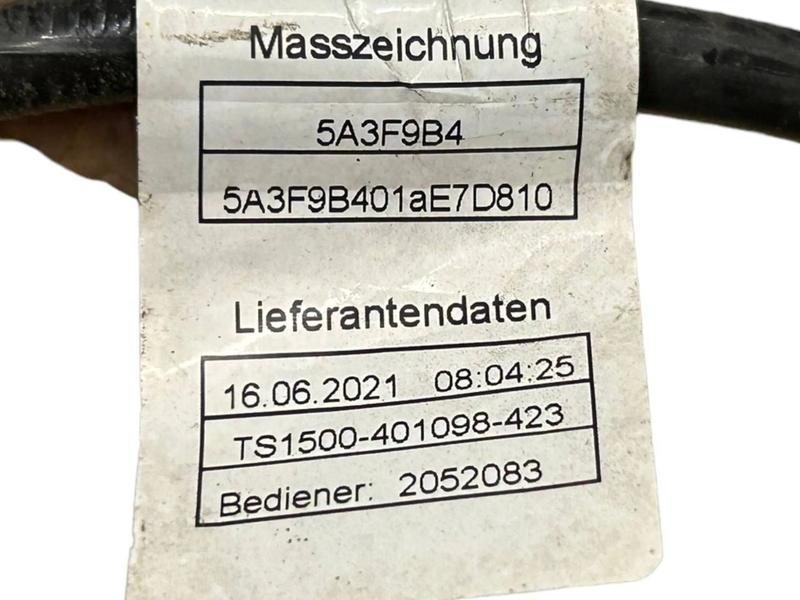 Masszeichnung
5A3F9B4
5A3F9B401aE7D810
Lieferantendaten
16.06.2021 08:04:25
TS1500-401098-423
Bediener: 2052083